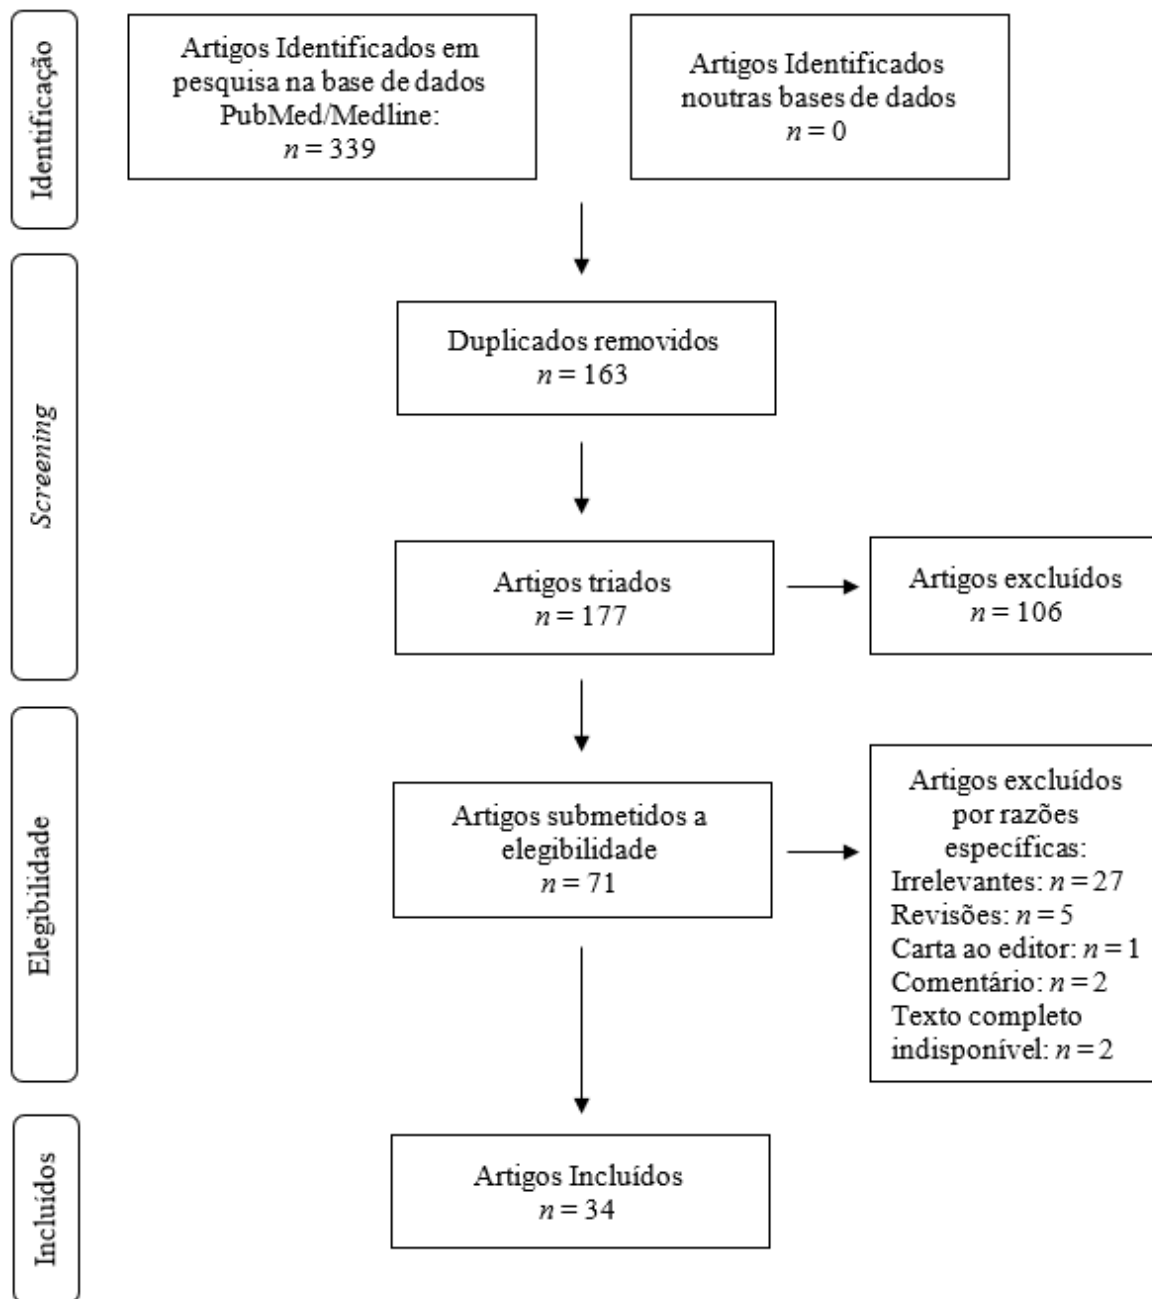 Identificação
Artigos Identificados em
pesquisa na base de dados
PubMed/Medline:
n = 339
Artigos Identificados
noutras bases de dados
n = 0
Screening
Duplicados removidos
n = 163
Artigos triados
n = 177
Artigos excluídos
n = 106
Elegibilidade
Artigos submetidos a
elegibilidade
n = 71
Artigos excluídos
por razões
específicas:
Irrelevantes: n = 27
Revisões: n = 5
Carta ao editor: n = 1
Comentário: n = 2
Texto completo
indisponível: n = 2
Incluídos
Artigos Incluídos
n = 34